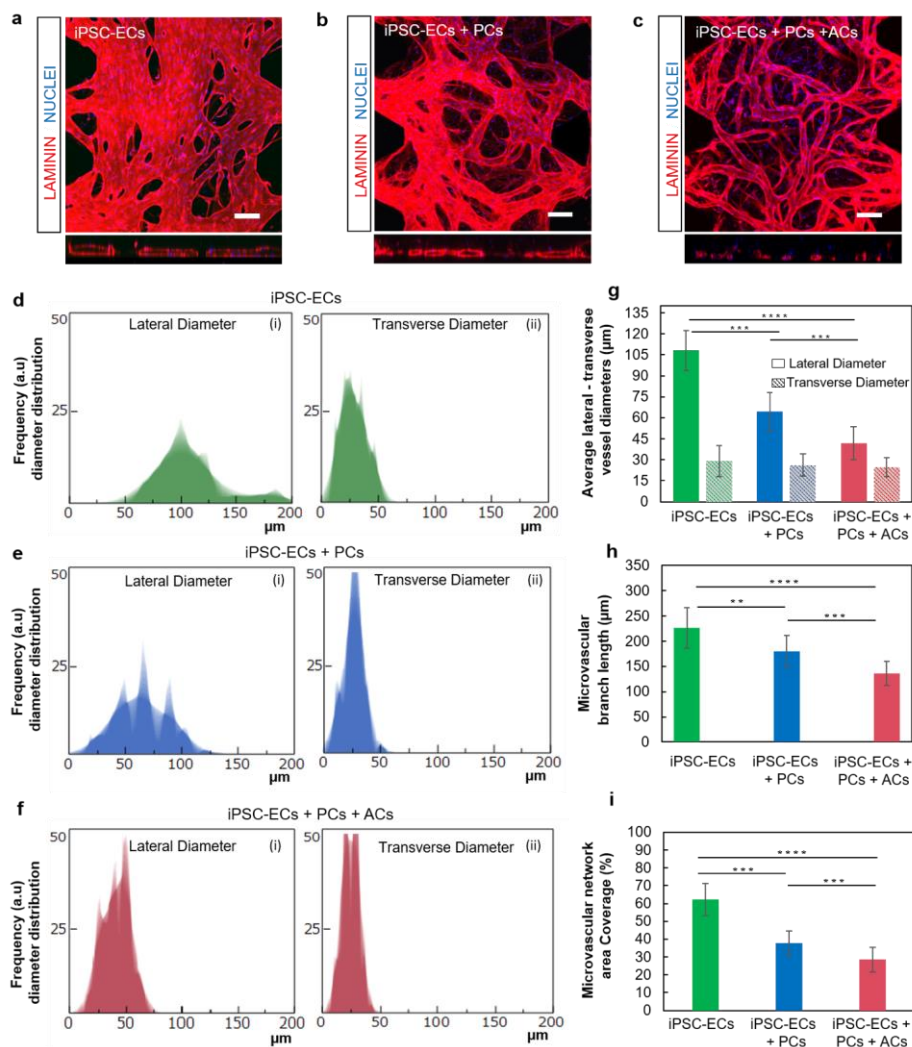 a
iPSC-ECs
LAMININ NUCLEI
b
iPSC-ECs + PCs
LAMININ NUCLEI
c
iPSC-ECs + PCs +ACs
LAMININ NUCLEI
d
iPSC-ECs
Lateral Diameter (i)
Transverse Diameter (ii)
Frequency (a.u)
diameter distribution
50
25
0 50 100 150 200
μm
50
25
0 50 100 150 200
μm
e
iPSC-ECs + PCs
Lateral Diameter (i)
Transverse Diameter (ii)
Frequency (a.u)
diameter distribution
50
25
0 50 100 150 200
μm
50
25
0 50 100 150 200
μm
f
iPSC-ECs + PCs + ACs
Lateral Diameter (i)
Transverse Diameter (ii)
Frequency (a.u)
diameter distribution
50
25
0 50 100 150 200
μm
50
25
0 50 100 150 200
μm
g
Average lateral - transverse
vessel diameters (μm)
135
120
105
90
75
60
45
30
15
0
****
***
***
Lateral Diameter
Transverse Diameter
iPSC-ECs
iPSC-ECs
+ PCs
iPSC-ECs +
PCs + ACs
h
Microvascular
branch length (μm)
350
300
250
200
150
100
50
0
****
**
***
iPSC-ECs
iPSC-ECs
+ PCs
iPSC-ECs +
PCs + ACs
i
Microvascular network
area Coverage (%)
100
90
80
70
60
50
40
30
20
10
0
****
***
***
iPSC-ECs
iPSC-ECs
+ PCs
iPSC-ECs +
PCs + ACs